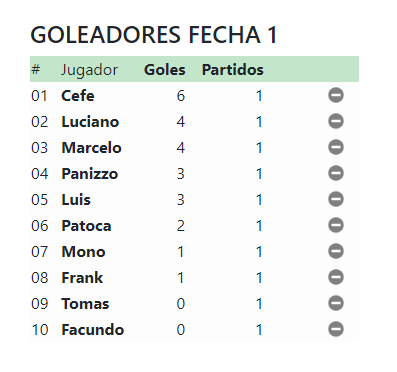 GOLEADORES FECHA 1
# Jugador Goles Partidos
01 Cefe 6 1
02 Luciano 4 1
03 Marcelo 4 1
04 Panizzo 3 1
05 Luis 3 1
06 Patoca 2 1
07 Mono 1 1
08 Frank 1 1
09 Tomas 0 1
10 Facundo 0 1